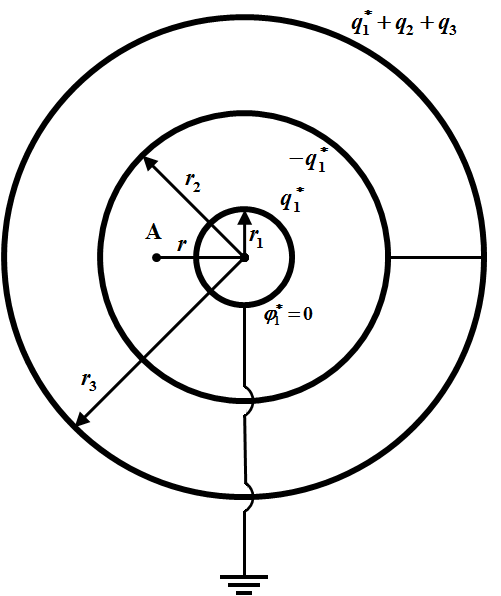 q₁* + q₂ + q₃
−q₁*
r₂
q₁*
A
r
r₁
φ₁* = 0
r₃